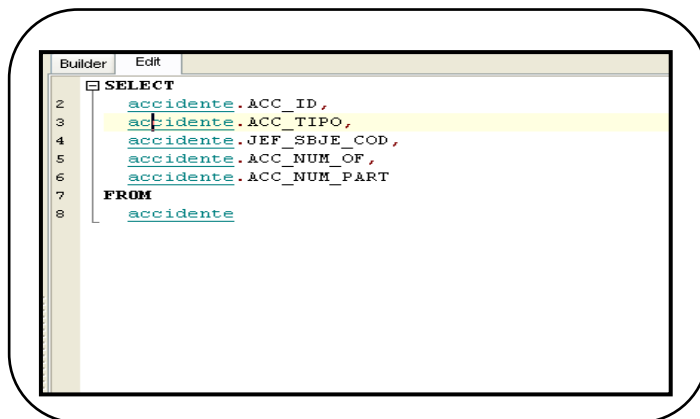 Builder Edit
SELECT
2 accidente.ACC_ID,
3 accidente.ACC_TIPO,
4 accidente.JEF_SBJE_COD,
5 accidente.ACC_NUM_OF,
6 accidente.ACC_NUM_PART
7 FROM
8 accidente